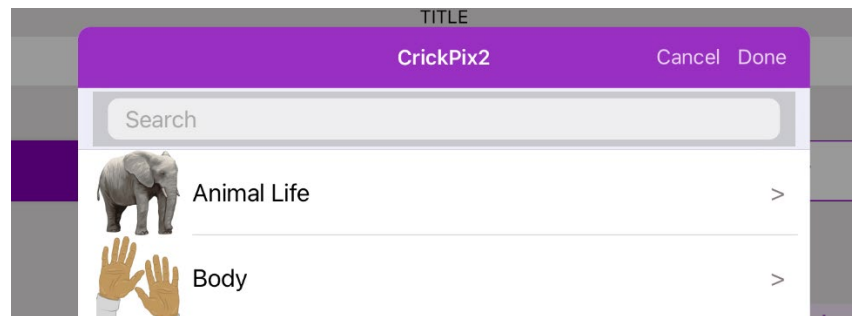 TITLE
CrickPix2 Cancel Done
Search
Animal Life >
Body >